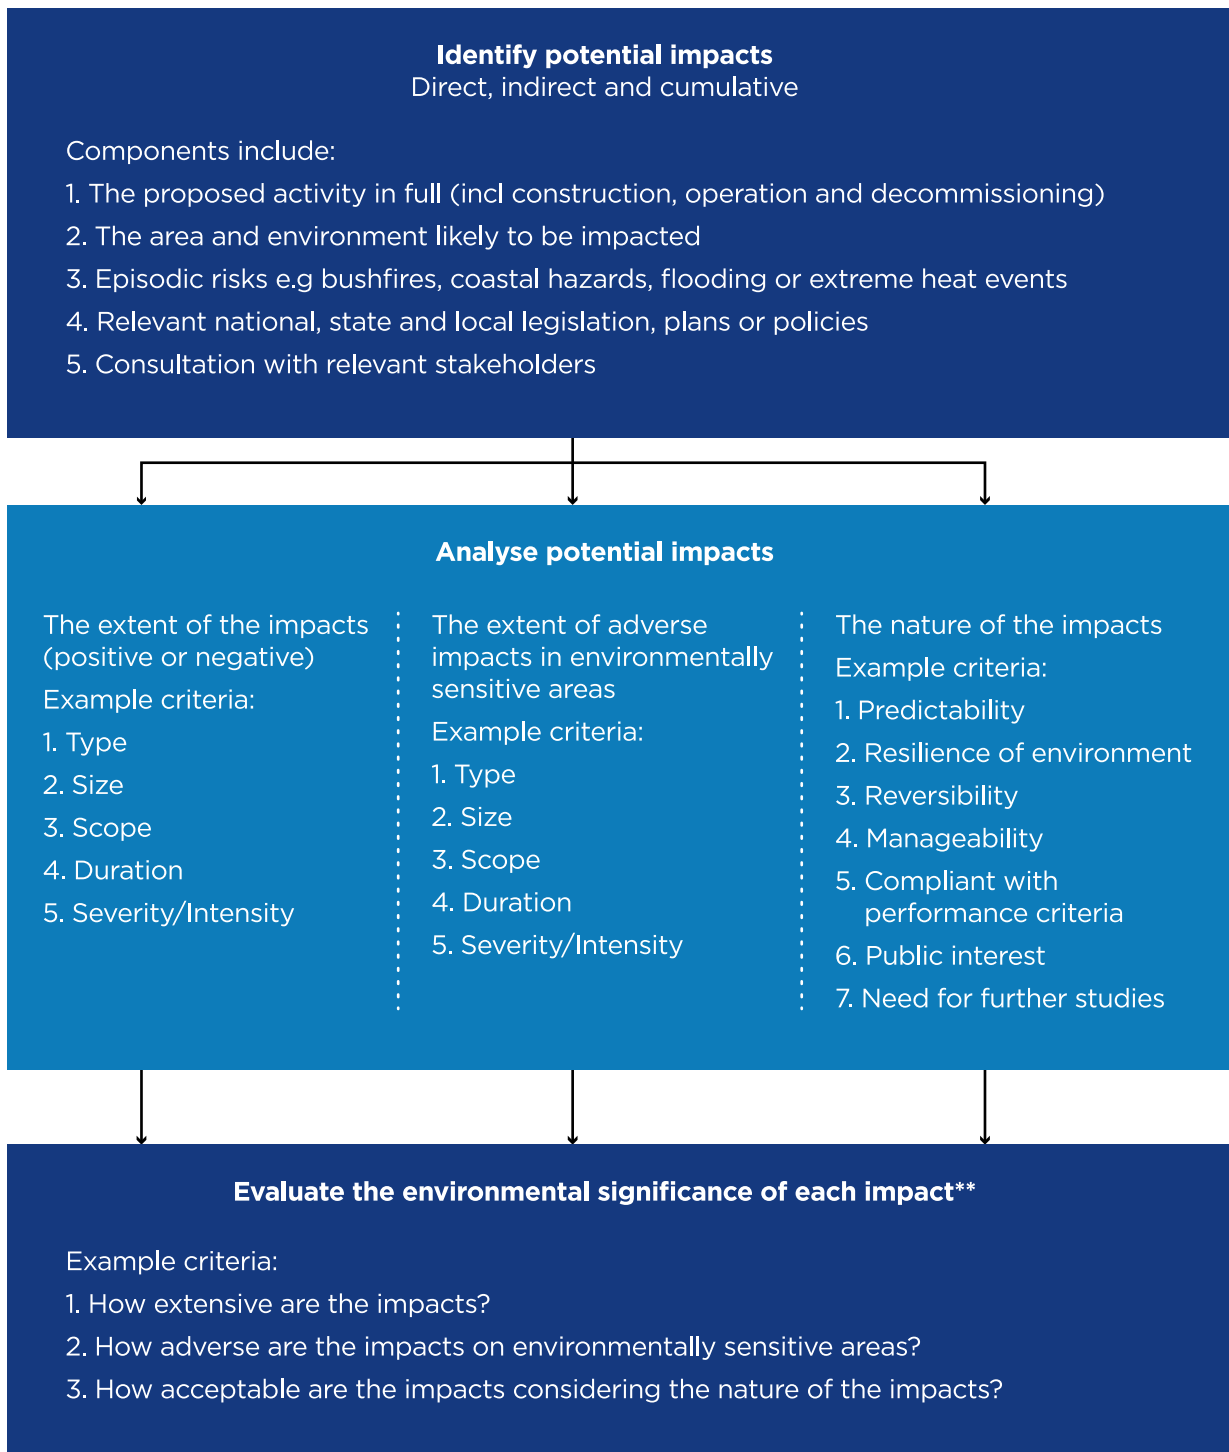 Identify potential impacts
Direct, indirect and cumulative
Components include:
1. The proposed activity in full (incl construction, operation and decommissioning)
2. The area and environment likely to be impacted
3. Episodic risks e.g bushfires, coastal hazards, flooding or extreme heat events
4. Relevant national, state and local legislation, plans or policies
5. Consultation with relevant stakeholders
Analyse potential impacts
The extent of the impacts
(positive or negative)
Example criteria:
1. Type
2. Size
3. Scope
4. Duration
5. Severity/Intensity
The extent of adverse
impacts in environmentally
sensitive areas
Example criteria:
1. Type
2. Size
3. Scope
4. Duration
5. Severity/Intensity
The nature of the impacts
Example criteria:
1. Predictability
2. Resilience of environment
3. Reversibility
4. Manageability
5. Compliant with
performance criteria
6. Public interest
7. Need for further studies
Evaluate the environmental significance of each impact**
Example criteria:
1. How extensive are the impacts?
2. How adverse are the impacts on environmentally sensitive areas?
3. How acceptable are the impacts considering the nature of the impacts?